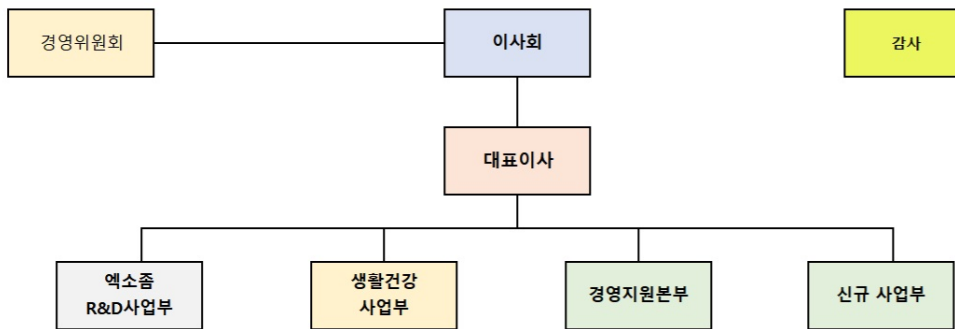 경영위원회
이사회
감사
대표이사
엑소좀
R&D사업부
생활건강
사업부
경영지원본부
신규 사업부